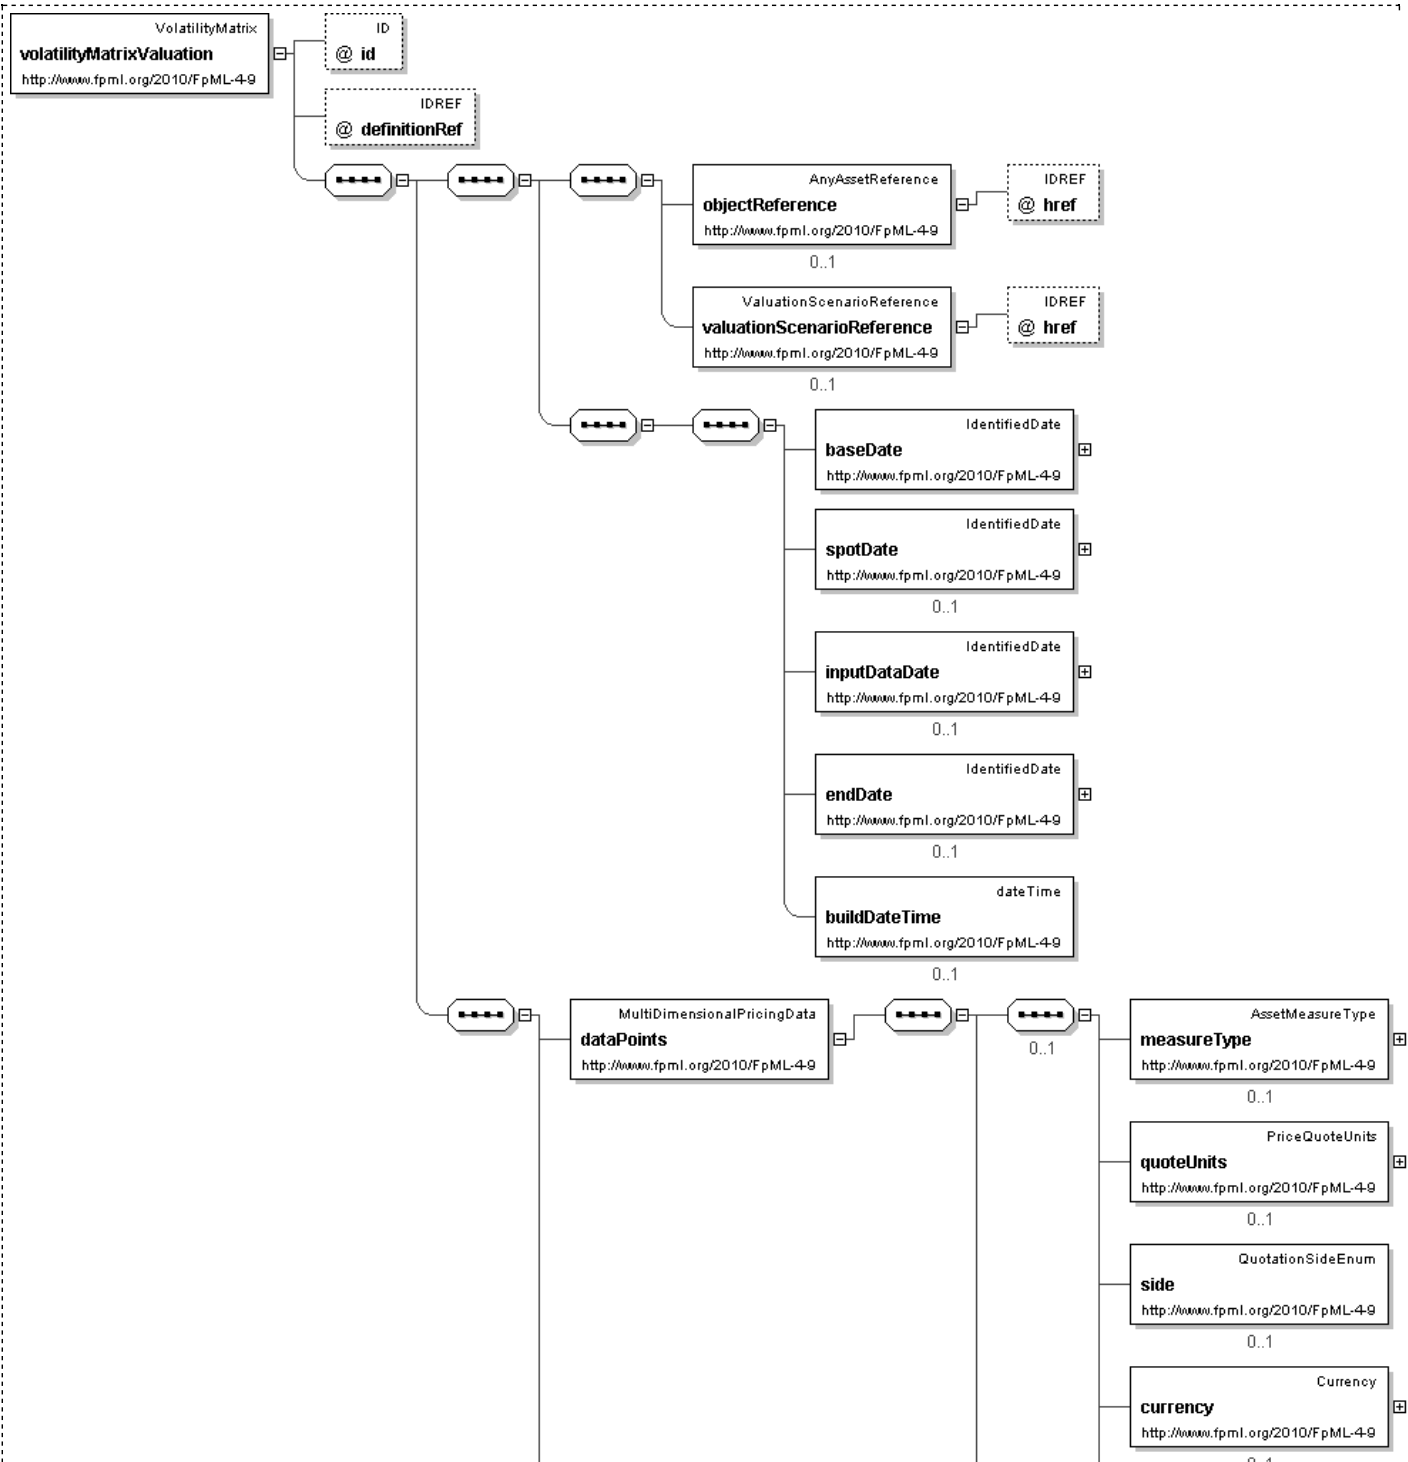 VolatilityMatrix
volatilityMatrixValuation
http://www.fpml.org/2010/FpML-4-9
ID
@ id
IDREF
@ definitionRef
AnyAssetReference
objectReference
http://www.fpml.org/2010/FpML-4-9
0..1
IDREF
@ href
ValuationScenarioReference
valuationScenarioReference
http://www.fpml.org/2010/FpML-4-9
0..1
IDREF
@ href
IdentifiedDate
baseDate
http://www.fpml.org/2010/FpML-4-9
IdentifiedDate
spotDate
http://www.fpml.org/2010/FpML-4-9
0..1
IdentifiedDate
inputDataDate
http://www.fpml.org/2010/FpML-4-9
0..1
IdentifiedDate
endDate
http://www.fpml.org/2010/FpML-4-9
0..1
dateTime
buildDateTime
http://www.fpml.org/2010/FpML-4-9
0..1
MultiDimensionalPricingData
dataPoints
http://www.fpml.org/2010/FpML-4-9
0..1
AssetMeasureType
measureType
http://www.fpml.org/2010/FpML-4-9
0..1
PriceQuoteUnits
quoteUnits
http://www.fpml.org/2010/FpML-4-9
0..1
QuotationSideEnum
side
http://www.fpml.org/2010/FpML-4-9
0..1
Currency
currency
http://www.fpml.org/2010/FpML-4-9